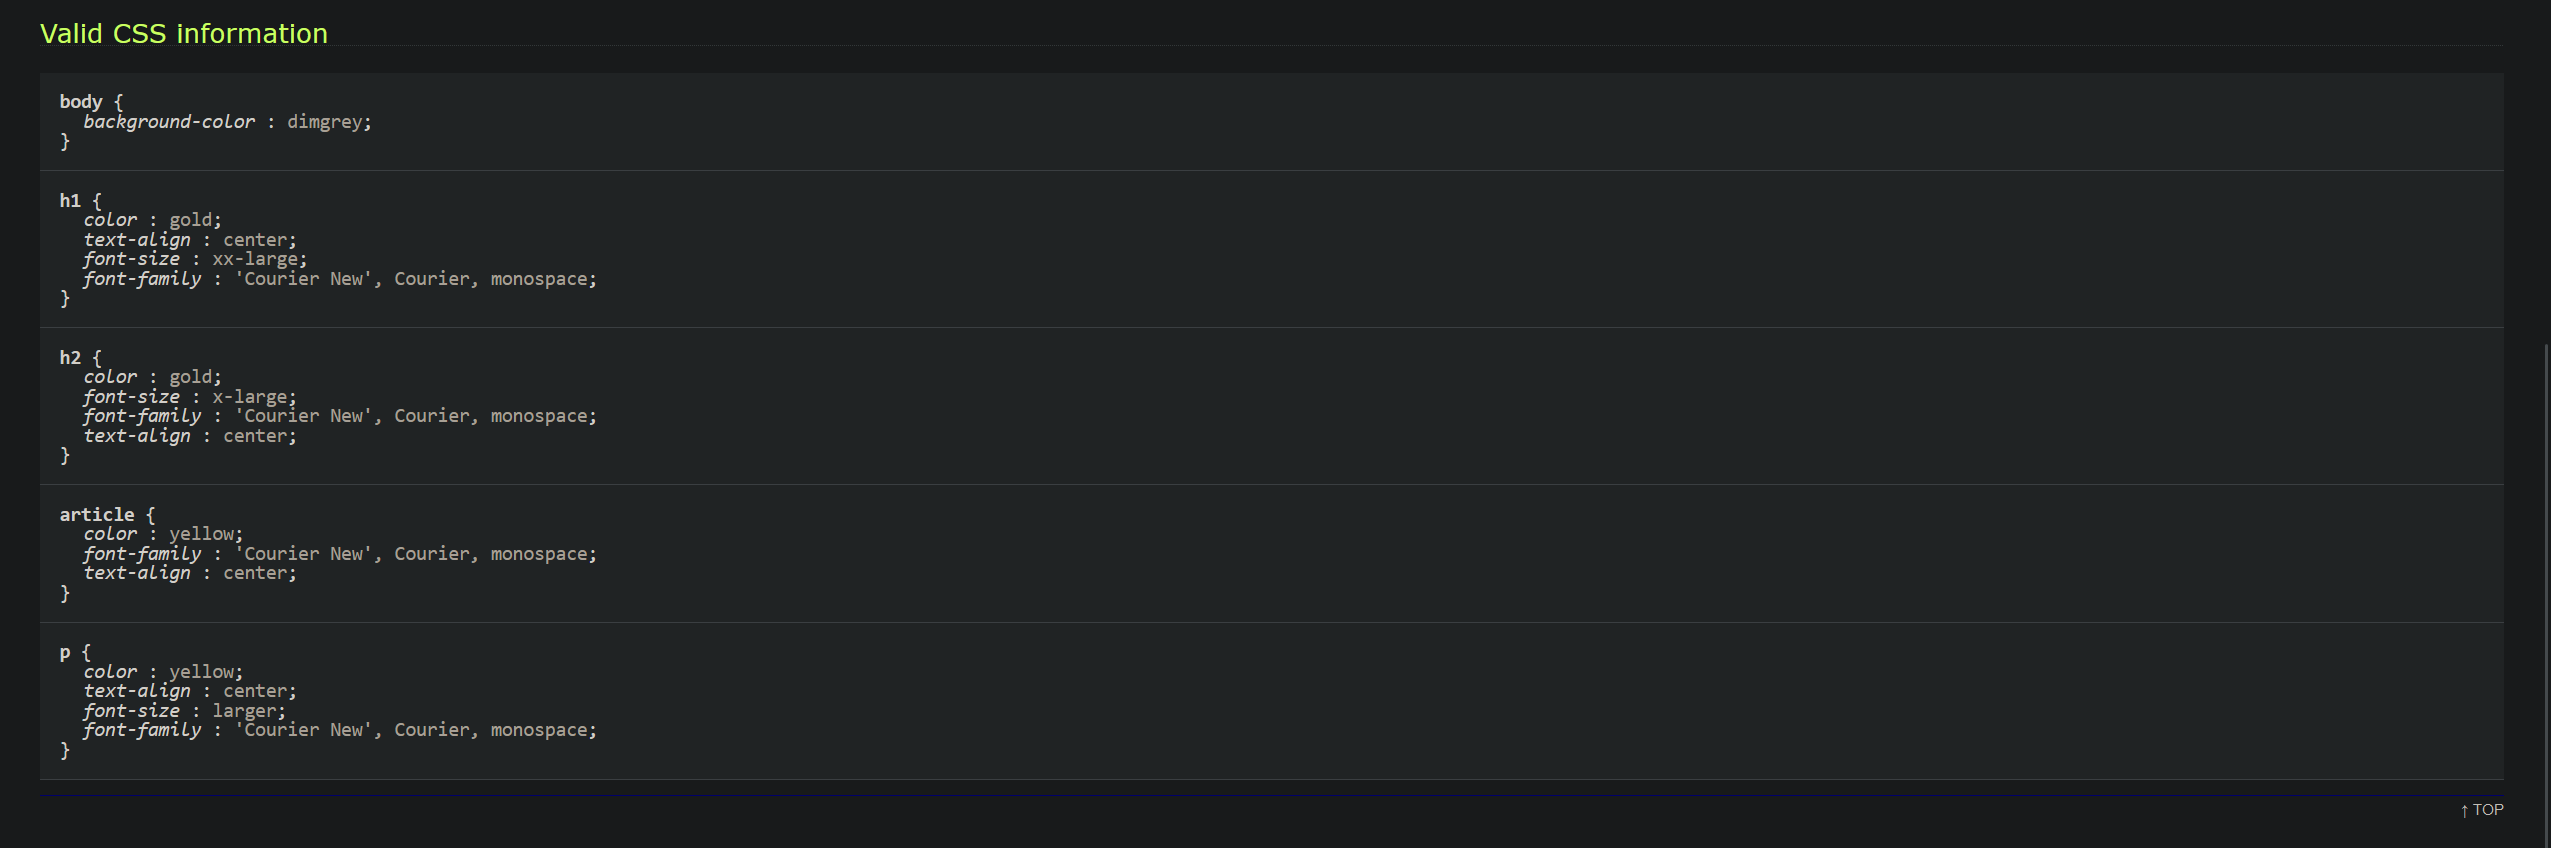 Valid CSS information
body {
background-color : dimgrey;
}
h1 {
color : gold;
text-align : center;
font-size : xx-large;
font-family : 'Courier New', Courier, monospace;
}
h2 {
color : gold;
font-size : x-large;
font-family : 'Courier New', Courier, monospace;
text-align : center;
}
article {
color : yellow;
font-family : 'Courier New', Courier, monospace;
text-align : center;
}
p {
color : yellow;
text-align : center;
font-size : larger;
font-family : 'Courier New', Courier, monospace;
}
↑ TOP